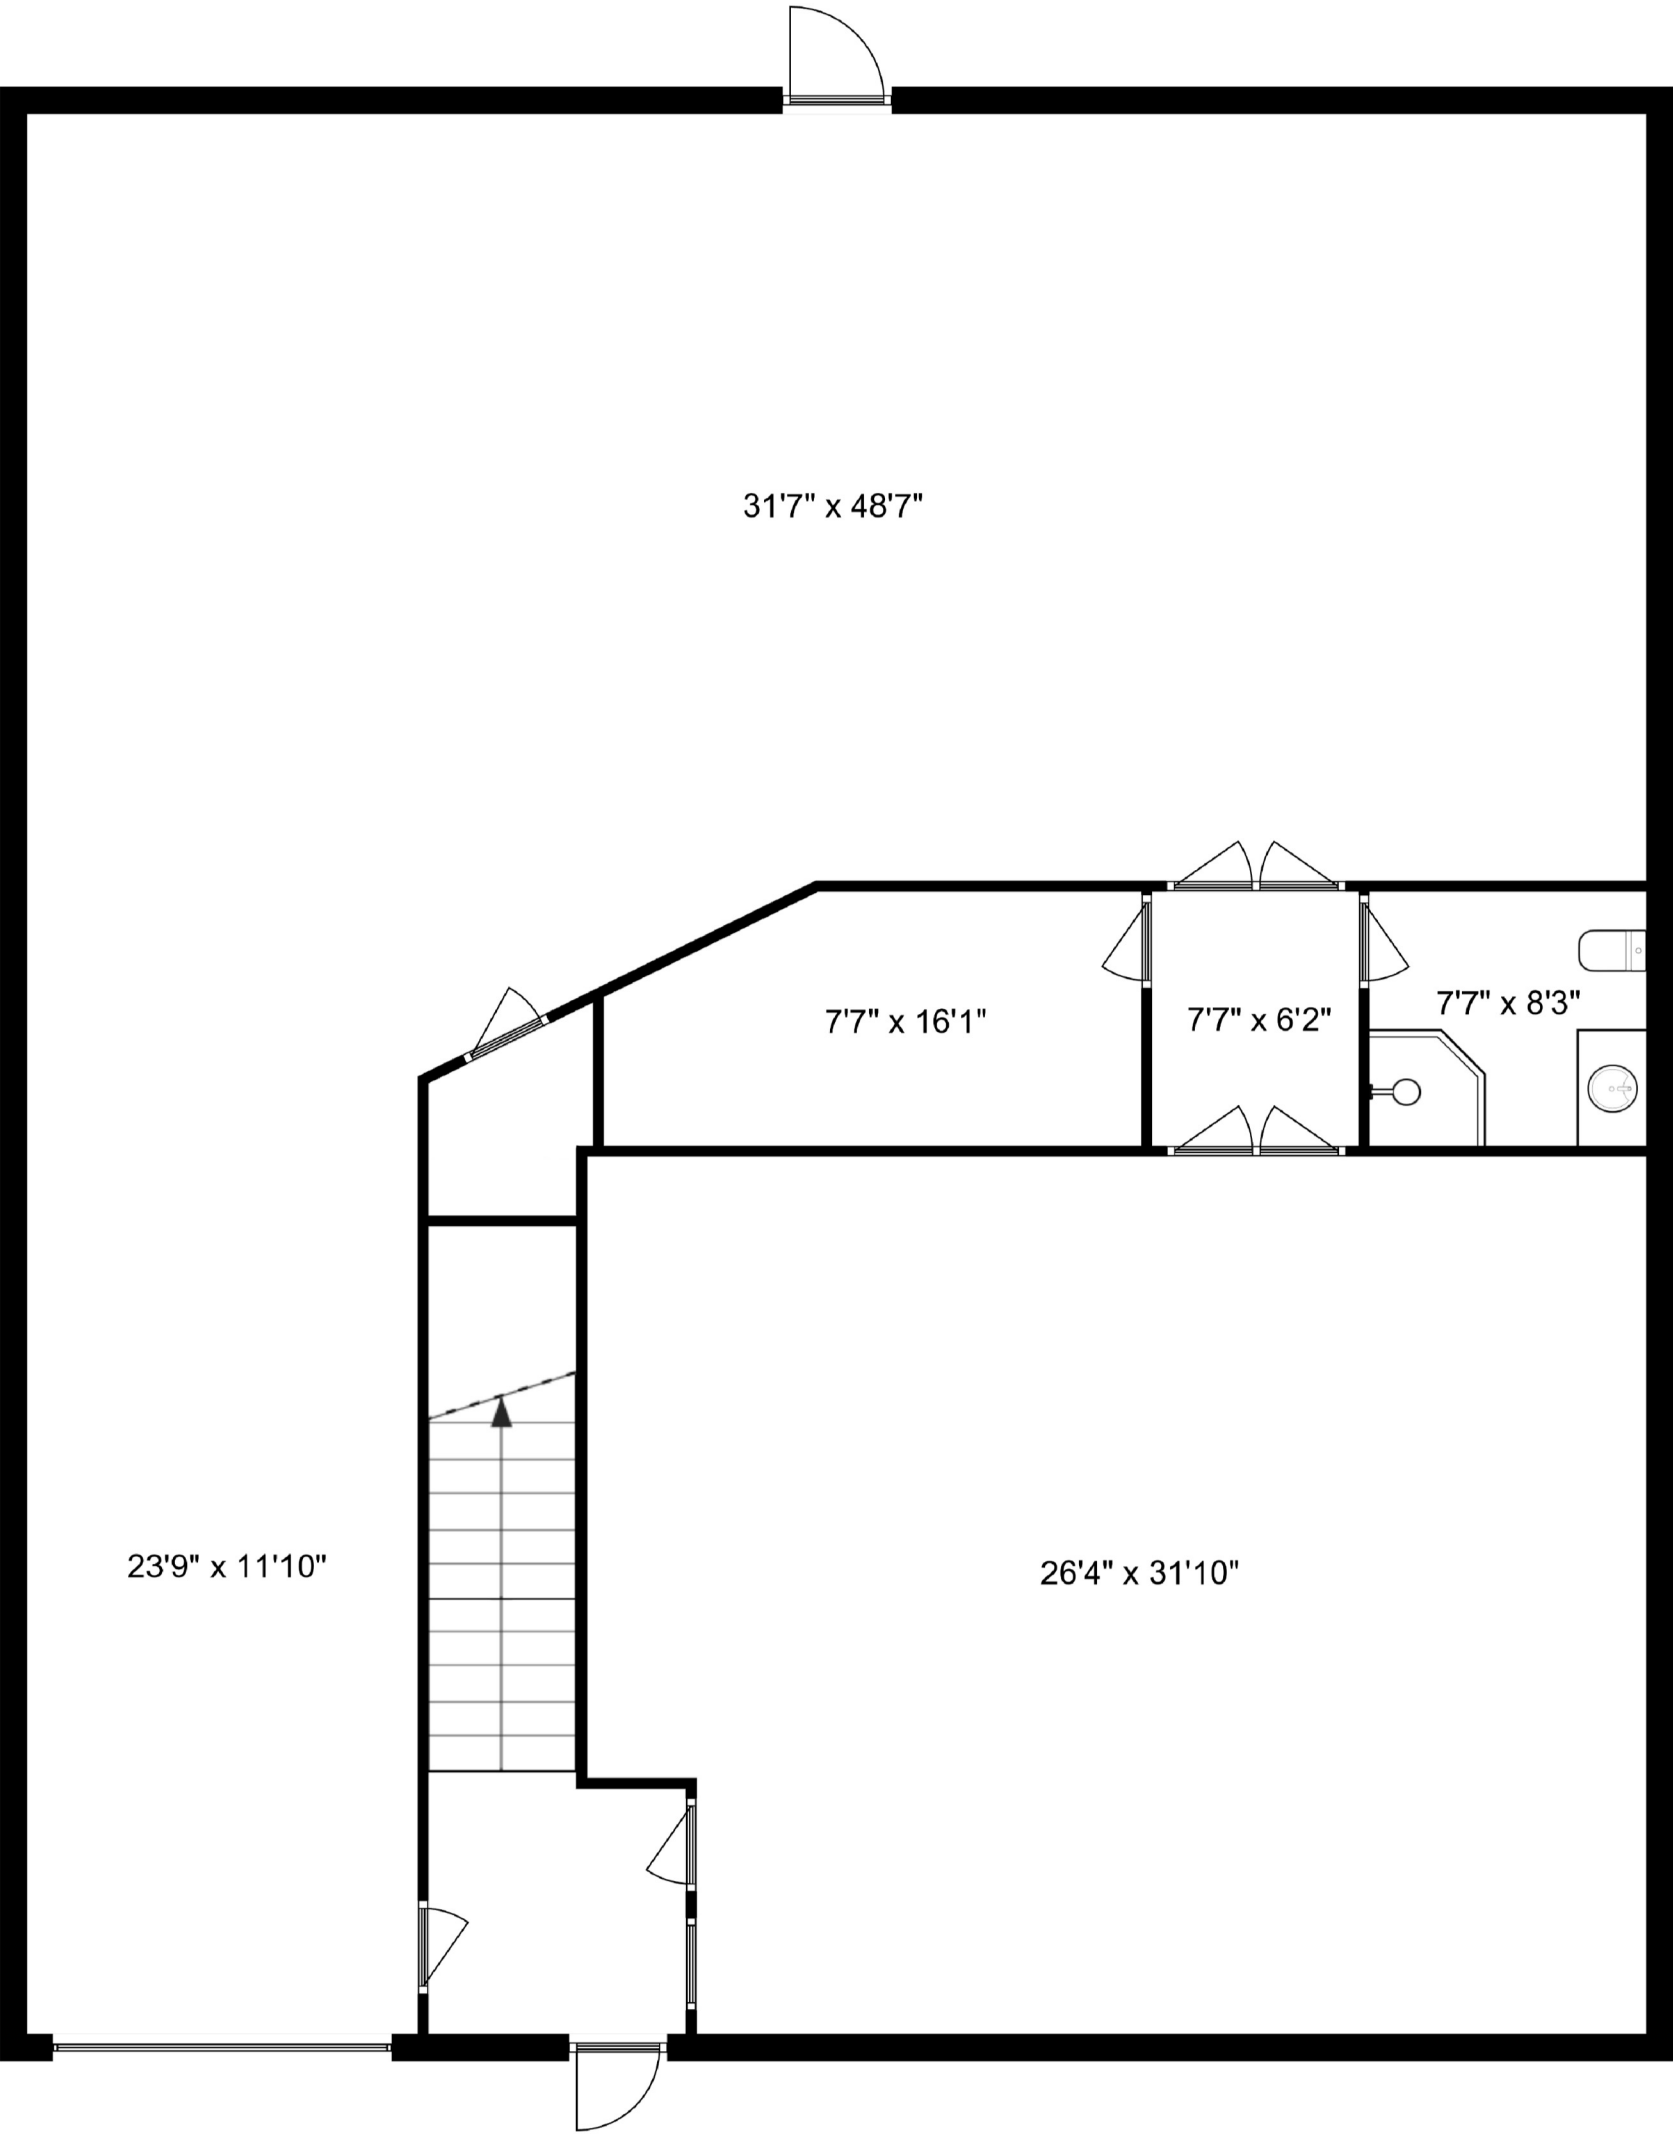 31'7" x 48'7"
7'7" x 16'1"
7'7" x 6'2"
7'7" x 8'3"
23'9" x 11'10"
26'4" x 31'10"